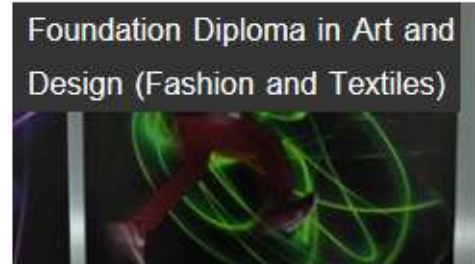 Foundation Diploma in Art and
Design (Fashion and Textiles)